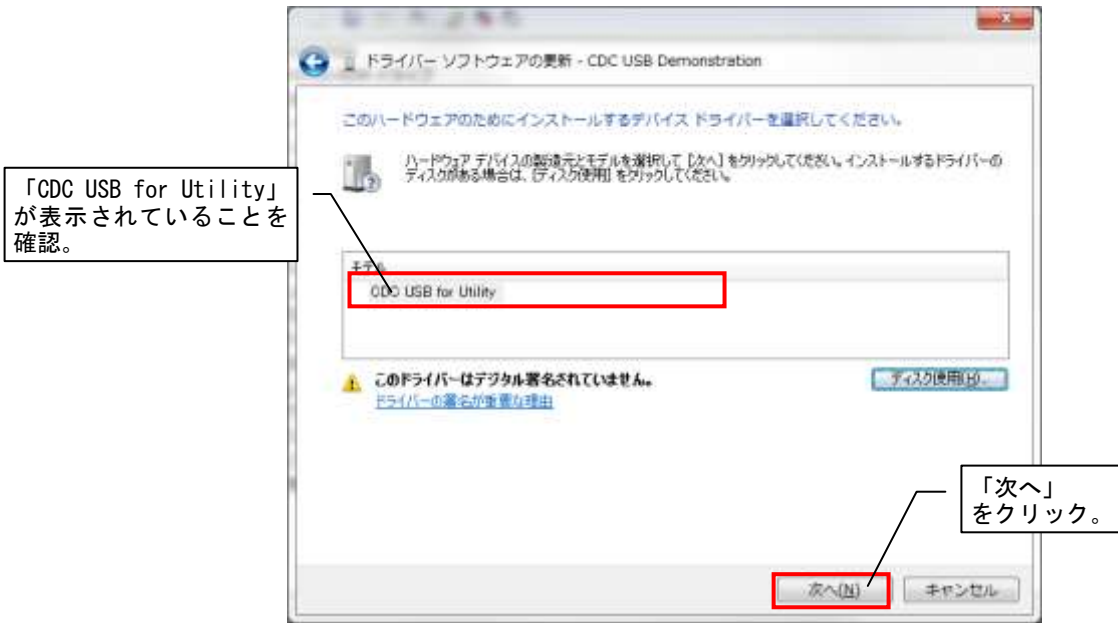 ドライバー ソフトウェアの更新 - CDC USB Demonstration
このハードウェアのためにインストールするデバイス ドライバーを選択してください。
ハードウェア デバイスの製造元とモデルを選択して [次へ] をクリックしてください。インストールするドライバーの
ディスクがある場合は、[ディスク使用] をクリックしてください。
「CDC USB for Utility」
が表示されていることを
確認。
モデル
CDC USB for Utility
このドライバーはデジタル署名されていません。
ディスク使用(H)...
ドライバーの署名が重要な理由
「次へ」
をクリック。
次へ(N)
キャンセル